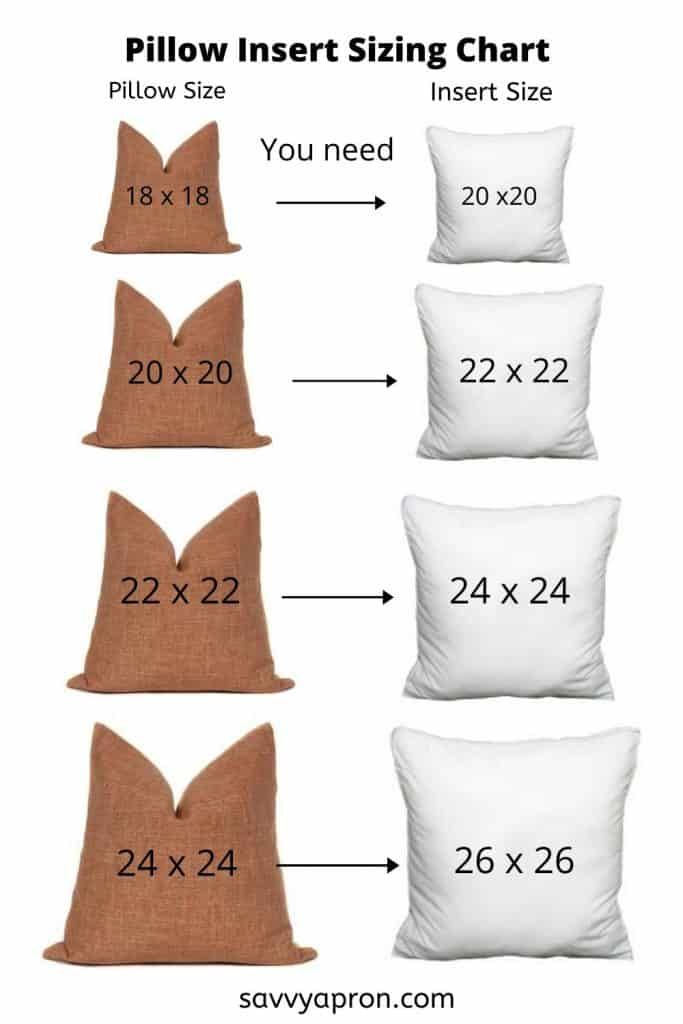 Pillow Insert Sizing Chart
Pillow Size
Insert Size
You need
18 x 18
20 x20
20 x 20
22 x 22
22 x 22
24 x 24
24 x 24
26 x 26
savvyapron.com